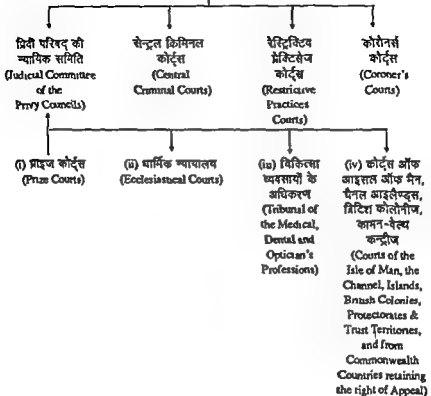 प्रिवी परिषद् की
न्यायिक समिति
(Judicial Committee
of the
Privy Councils)
सेन्ट्रल क्रिमिनल
कोर्ट्स
(Central
Criminal Courts)
रैस्ट्रिक्टिव
प्रैक्टिसेज
कोर्ट्स
(Restrictive
Practices
Courts)
कोरोनर्स
कोर्ट्स
(Coroner's
Courts)
(i) प्राइज कोर्ट्स
(Prize Courts)
(ii) धार्मिक न्यायालय
(Ecclesiastical Courts)
(iii) चिकित्सा
व्यवसायों के
अधिकरण
(Tribunal of
the Medical,
Dental and
Optician's
Professions)
(iv) कोर्ट्स ऑफ
आइसल ऑफ मैन,
चैनल आइलैण्ड्स,
ब्रिटिश कोलोनीज,
कामन-वेल्थ
कन्ट्रीज
(Courts of the
Isle of Man, the
Channel, Islands,
British Colonies,
Protectorates &
Trust Territories,
and from
Commonwealth
Countries retaining
the right of Appeal)